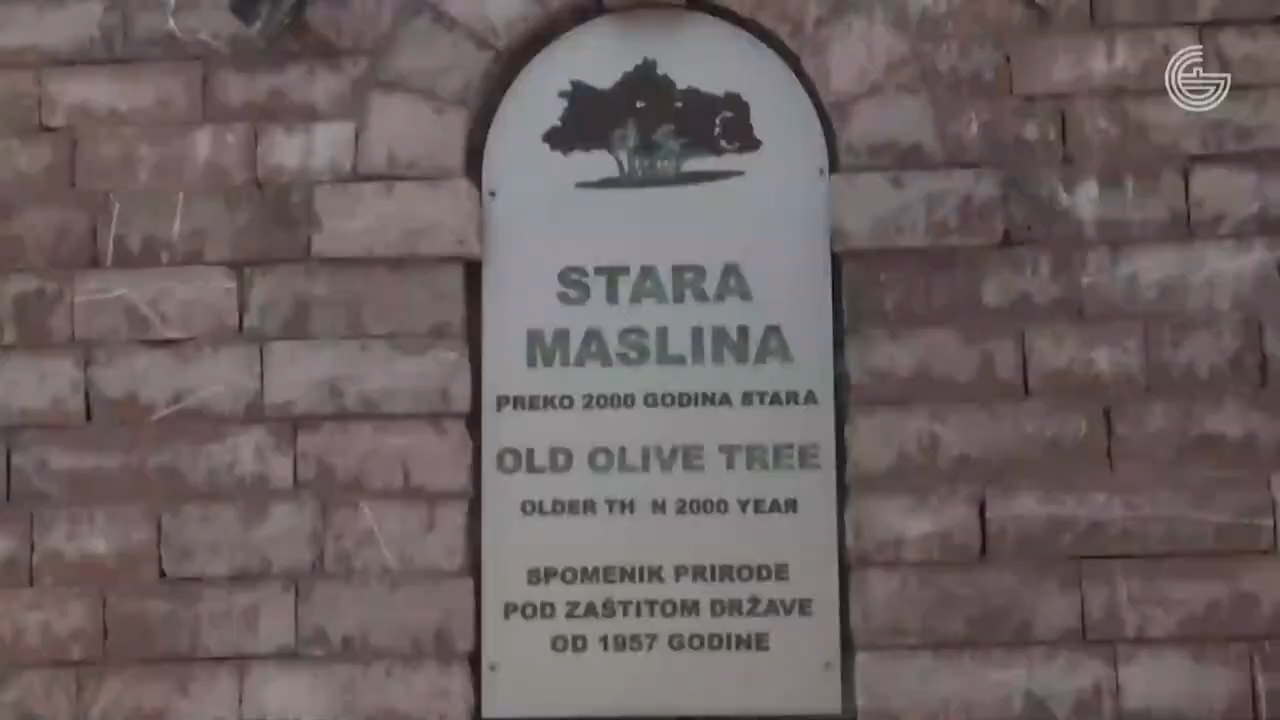 STARA
MASLINA
PREKO 2000 GODINA STARA
OLD OLIVE TREE
OLDER TH N 2000 YEAR
SPOMENIK PRIRODE
POD ZAŠTITOM DRŽAVE
OD 1957 GODINE